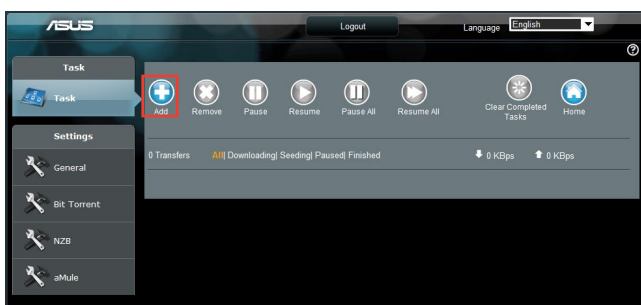 ASUS
Logout
Language English
?
Task
Task
Settings
General
Bit Torrent
NZB
aMule
Add
Remove
Pause
Resume
Pause All
Resume All
Clear Completed
Tasks
Home
0 Transfers All| Downloading| Seeding| Paused| Finished 0 KBps 0 KBps